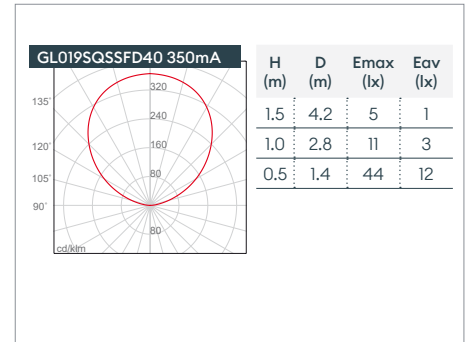 GL019SQSSFD40 350mA
H D Emax Eav
(m) (m) (lx) (lx)
1.5 4.2 5 1
1.0 2.8 11 3
0.5 1.4 44 12
320
135°
240
120°
160
105°
80
90°
80
cd/klm